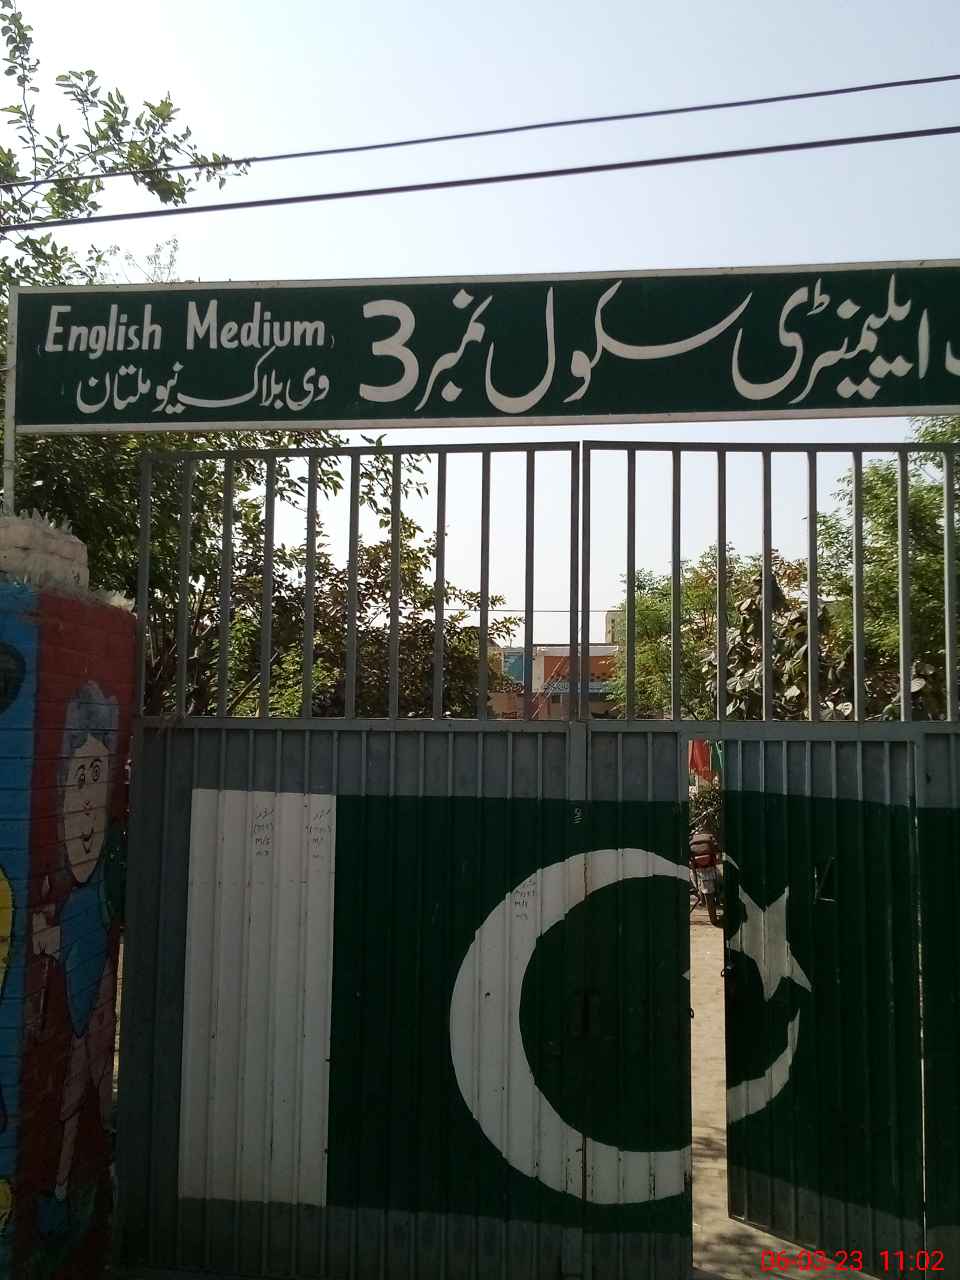 ایلیمنٹری سکول نمبر 3
(English Medium)
وی بلاک نیو ملتان
06-03-23 11:02